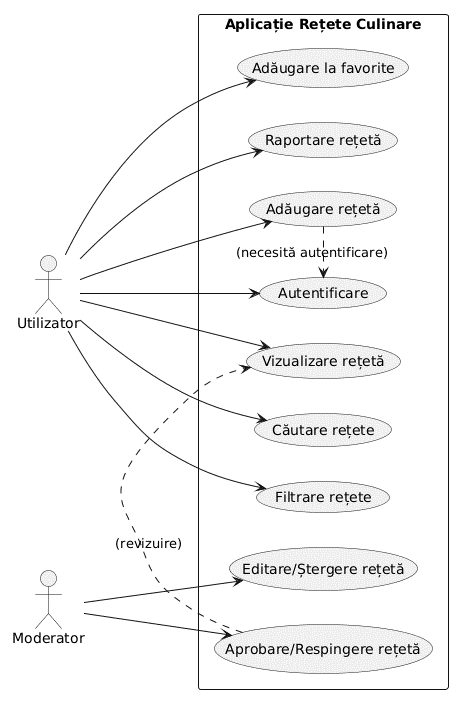 Aplicație Rețete Culinare
Adăugare la favorite
Raportare rețetă
Adăugare rețetă
(necesită autentificare)
Autentificare
Utilizator
Vizualizare rețetă
Căutare rețete
Filtrare rețete
(revizuire)
Editare/Ștergere rețetă
Moderator
Aprobare/Respingere rețetă